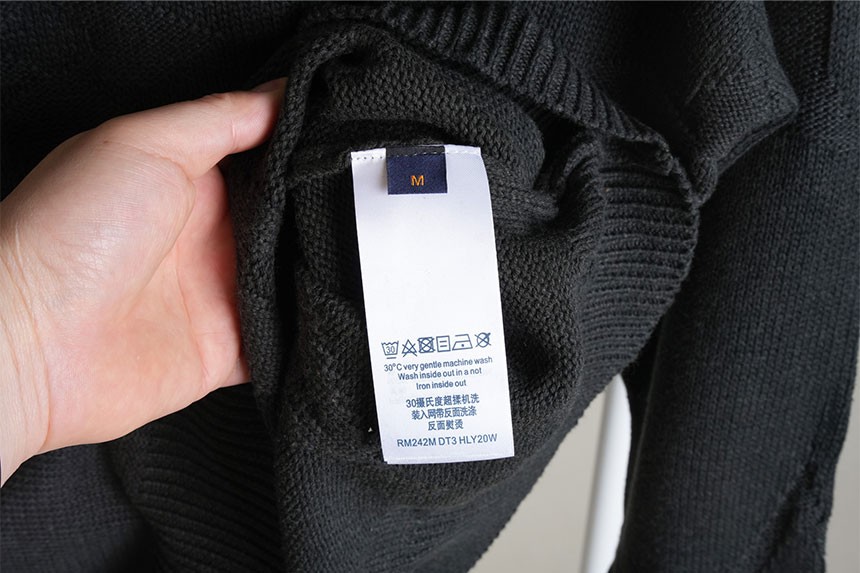 M
30
30°C very gentle machine wash
Wash inside out in a not
Iron inside out
30摄氏度超揉机洗
装入网带反面洗涤
反面熨烫
RM242M DT3 HLY20W